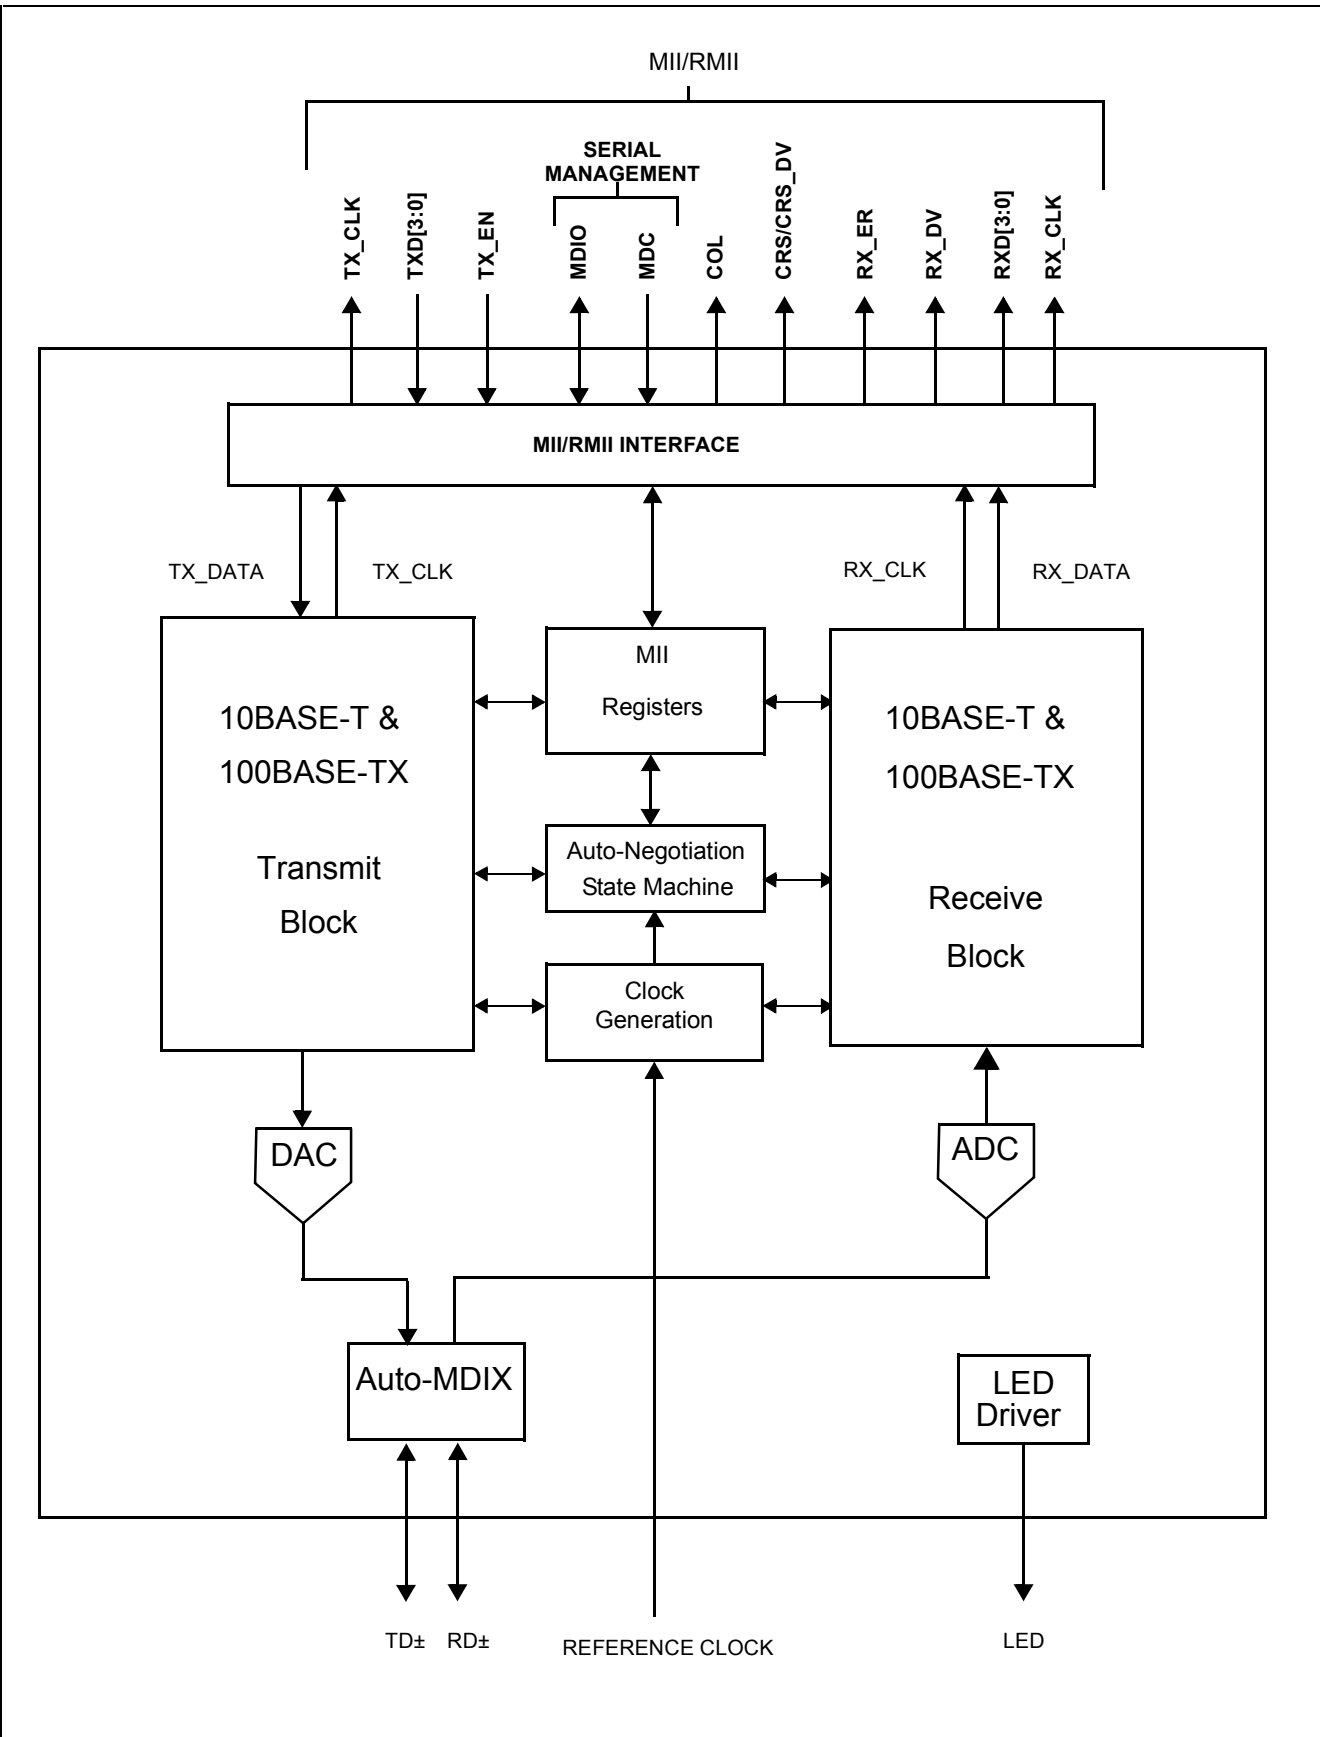 MII/RMII
SERIAL
MANAGEMENT
TX_CLK
TXD[3:0]
TX_EN
MDIO
MDC
COL
CRS/CRS_DV
RX_ER
RX_DV
RXD[3:0]
RX_CLK
MII/RMII INTERFACE
TX_DATA
TX_CLK
RX_CLK
RX_DATA
10BASE-T &
100BASE-TX
Transmit
Block
MII
Registers
Auto-Negotiation
State Machine
Clock
Generation
10BASE-T &
100BASE-TX
Receive
Block
DAC
ADC
Auto-MDIX
LED
Driver
TD±
RD±
REFERENCE CLOCK
LED